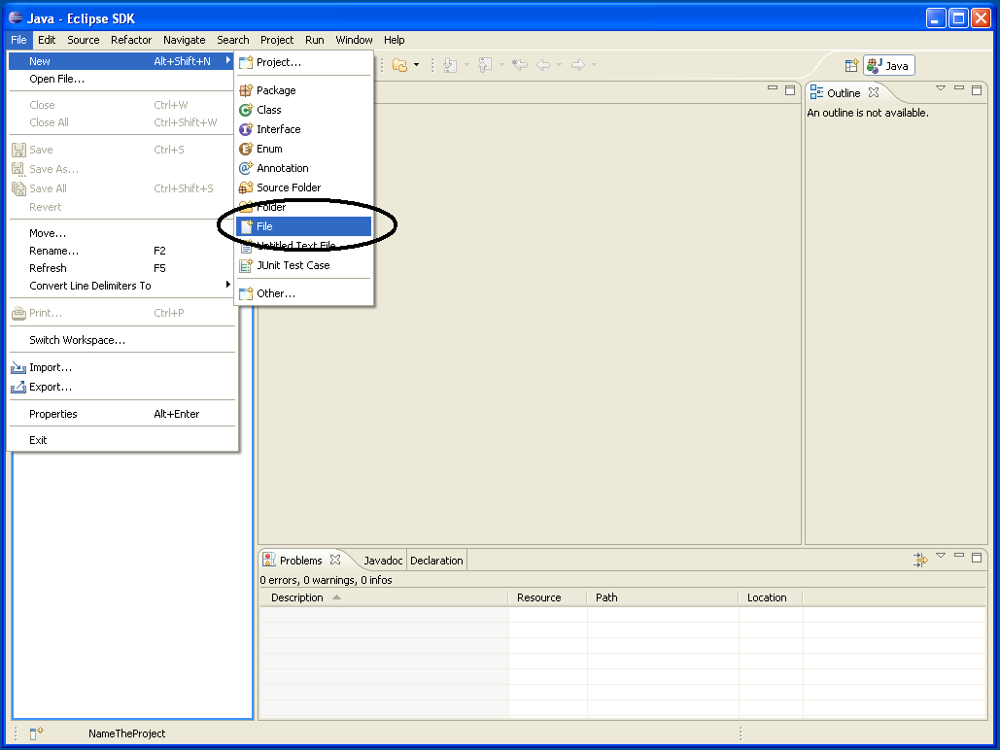 Java - Eclipse SDK
File Edit Source Refactor Navigate Search Project Run Window Help
New Alt+Shift+N
Open File...
Close Ctrl+W
Close All Ctrl+Shift+W
Save Ctrl+S
Save As...
Save All Ctrl+Shift+S
Revert
Move...
Rename... F2
Refresh F5
Convert Line Delimiters To
Print... Ctrl+P
Switch Workspace...
Import...
Export...
Properties Alt+Enter
Exit
Project...
Package
Class
Interface
Enum
Annotation
Source Folder
Folder
File
Untitled Text File
JUnit Test Case
Other...
Java
Outline
An outline is not available.
Problems Javadoc Declaration
0 errors, 0 warnings, 0 infos
Description Resource Path Location
NameTheProject